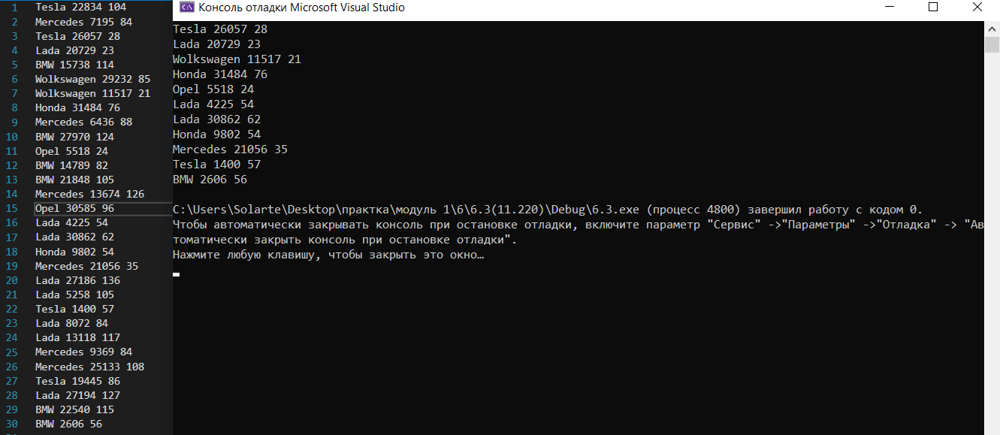 1 Tesla 22834 104
2 Mercedes 7195 84
3 Tesla 26057 28
4 Lada 20729 23
5 BMW 15738 114
6 Wolkswagen 29232 85
7 Wolkswagen 11517 21
8 Honda 31484 76
9 Mercedes 6436 88
10 BMW 27970 124
11 Opel 5518 24
12 BMW 14789 82
13 BMW 21848 105
14 Mercedes 13674 126
15 Opel 30585 96
16 Lada 4225 54
17 Lada 30862 62
18 Honda 9802 54
19 Mercedes 21056 35
20 Lada 27186 136
21 Lada 5258 105
22 Tesla 1400 57
23 Lada 8072 84
24 Lada 13118 117
25 Mercedes 9369 84
26 Mercedes 25133 108
27 Tesla 19445 86
28 Lada 27194 127
29 BMW 22540 115
30 BMW 2606 56
C:\ Консоль отладки Microsoft Visual Studio
Tesla 26057 28
Lada 20729 23
Wolkswagen 11517 21
Honda 31484 76
Opel 5518 24
Lada 4225 54
Lada 30862 62
Honda 9802 54
Mercedes 21056 35
Tesla 1400 57
BMW 2606 56
C:\Users\Solarte\Desktop\практка\модуль 1\6\6.3(11.220)\Debug\6.3.exe (процесс 4800) завершил работу с кодом 0.
Чтобы автоматически закрывать консоль при остановке отладки, включите параметр "Сервис" ->"Параметры" ->"Отладка" -> "Ав
томатически закрыть консоль при остановке отладки".
Нажмите любую клавишу, чтобы закрыть это окно…